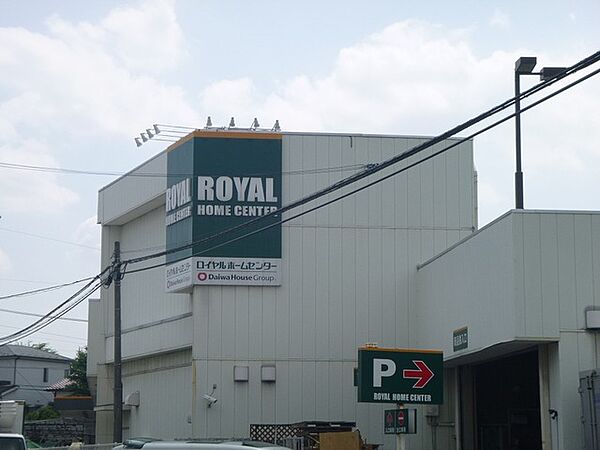 ROYAL
HOME CENTER
ロイヤルホームセンター
Daiwa House Group
ROYAL
HOME CENTER
P
ROYAL HOME CENTER